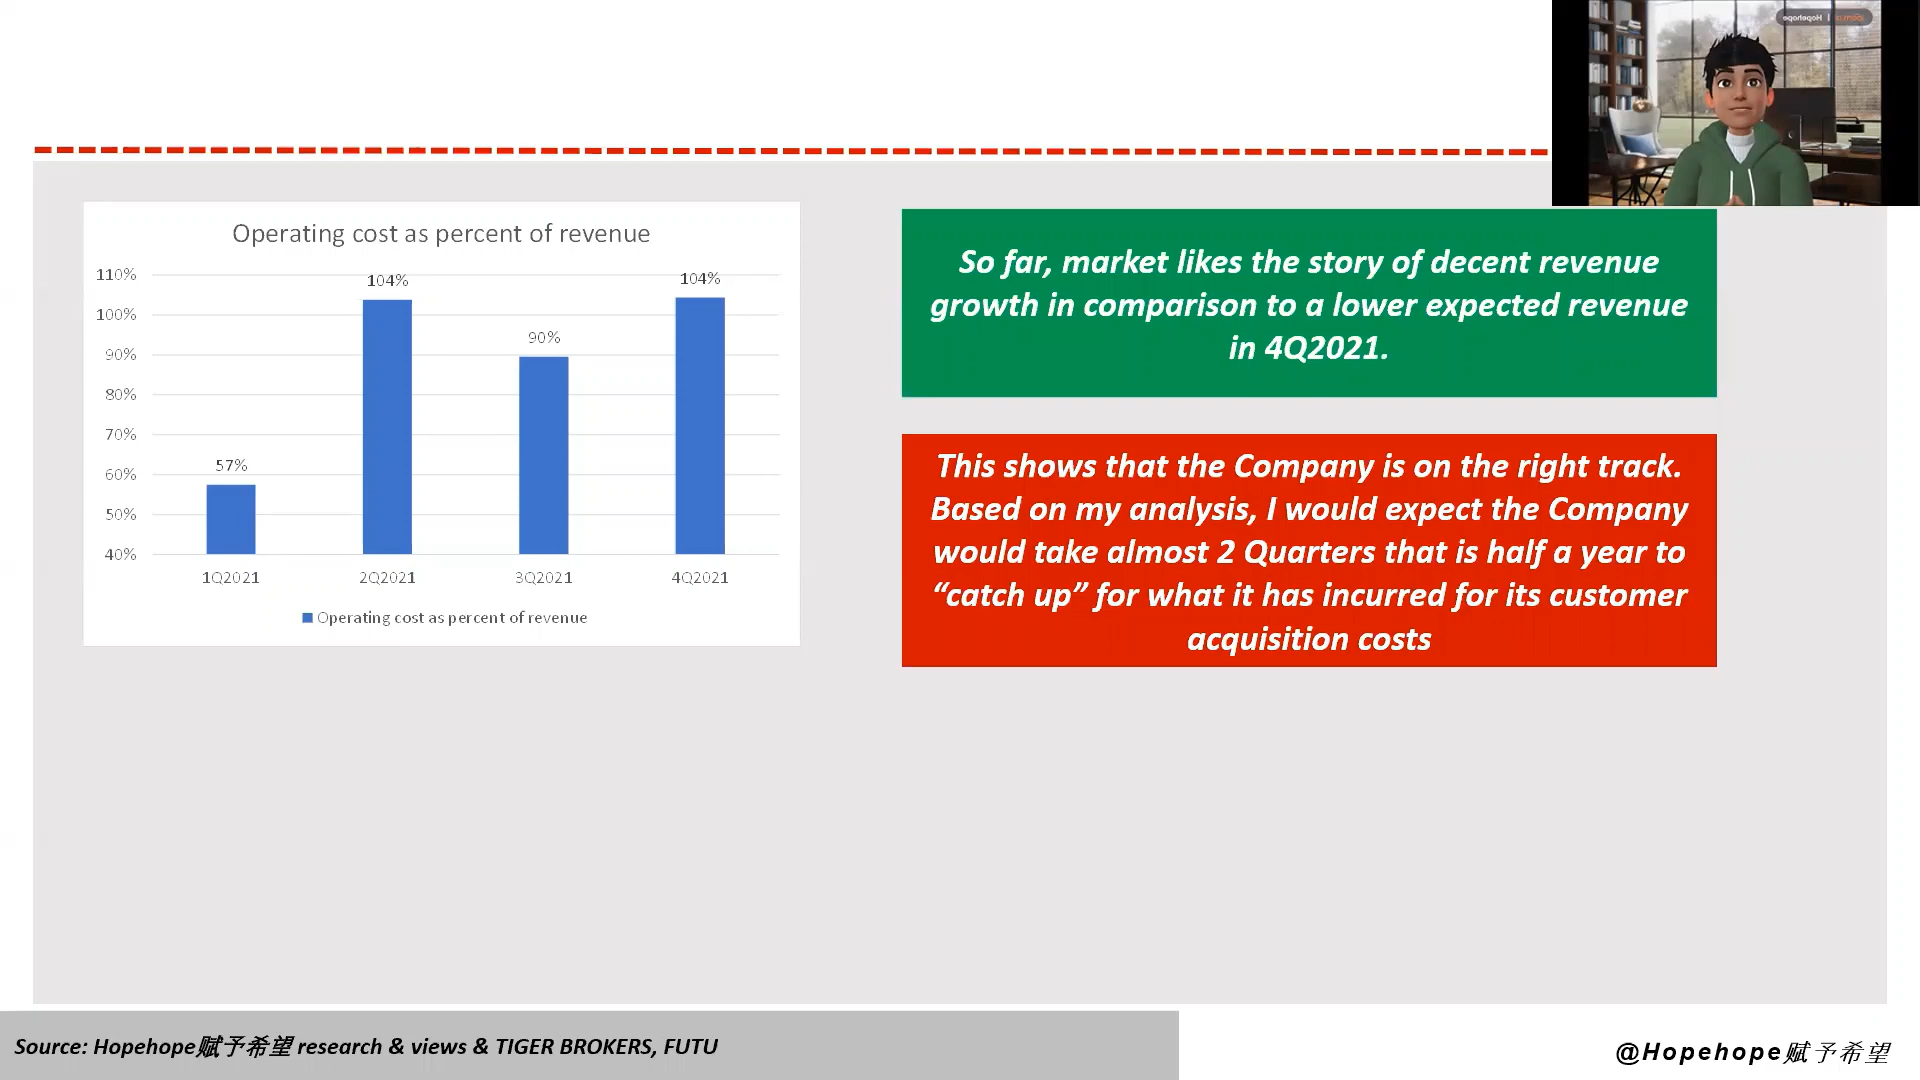 Operating cost as percent of revenue
110%
100%
90%
80%
70%
60%
50%
40%
57%
104%
90%
104%
1Q2021
2Q2021
3Q2021
4Q2021
Operating cost as percent of revenue
So far, market likes the story of decent revenue
growth in comparison to a lower expected revenue
in 4Q2021.
This shows that the Company is on the right track.
Based on my analysis, I would expect the Company
would take almost 2 Quarters that is half a year to
“catch up” for what it has incurred for its customer
acquisition costs
Source: Hopehope赋予希望 research & views & TIGER BROKERS, FUTU
@Hopehope赋予希望